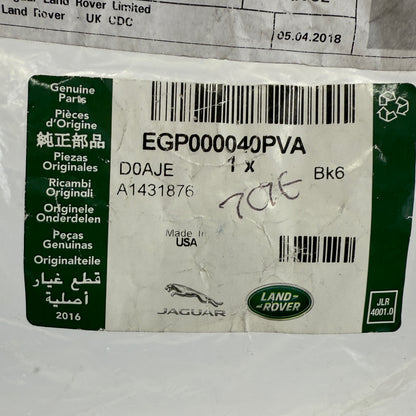 Land Rover Limited
Land Rover - UK CDC
05.04.2018
Genuine
Parts
Pièces
d'Origine
純正部品
Piezas
Originales
Ricambi
Originali
Originele
Onderdelen
Peças
Genuinas
Originalteile
قطع غيار
أصلية
2016
EGP000040PVA
1 x
D0AJE
Bk6
A1431876
Made In
USA
JAGUAR
LAND-
-ROVER
JLR
4001.0